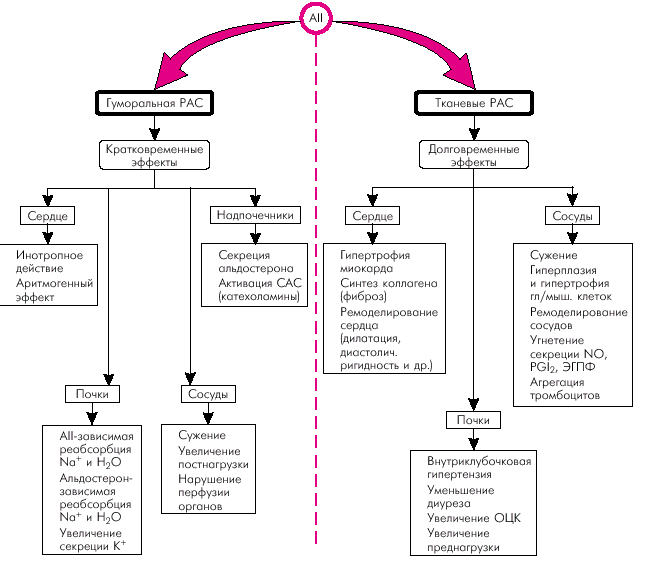 AII
Гуморальная РАС
Кратковременные
эффекты
Сердце
Инотропное
действие
Аритмогенный
эффект
Надпочечники
Секреция
альдостерона
Активация САС
(катехоламины)
Почки
AII-зависимая
реабсорбция
Na⁺ и H₂O
Альдостерон-
зависимая
реабсорбция
Na⁺ и H₂O
Увеличение
секреции K⁺
Сосуды
Сужение
Увеличение
постнагрузки
Нарушение
перфузии
органов
Тканевые РАС
Долговременные
эффекты
Сердце
Гипертрофия
миокарда
Синтез коллагена
(фиброз)
Ремоделирование
сердца
(дилатация,
диастолич.
ригидность и др.)
Сосуды
Сужение
Гиперплазия
и гипертрофия
гл/мыш. клеток
Ремоделирование
сосудов
Угнетение
секреции NO,
PGI₂, ЭГПФ
Агрегация
тромбоцитов
Почки
Внутриклубочковая
гипертензия
Уменьшение
диуреза
Увеличение ОЦК
Увеличение
преднагрузки